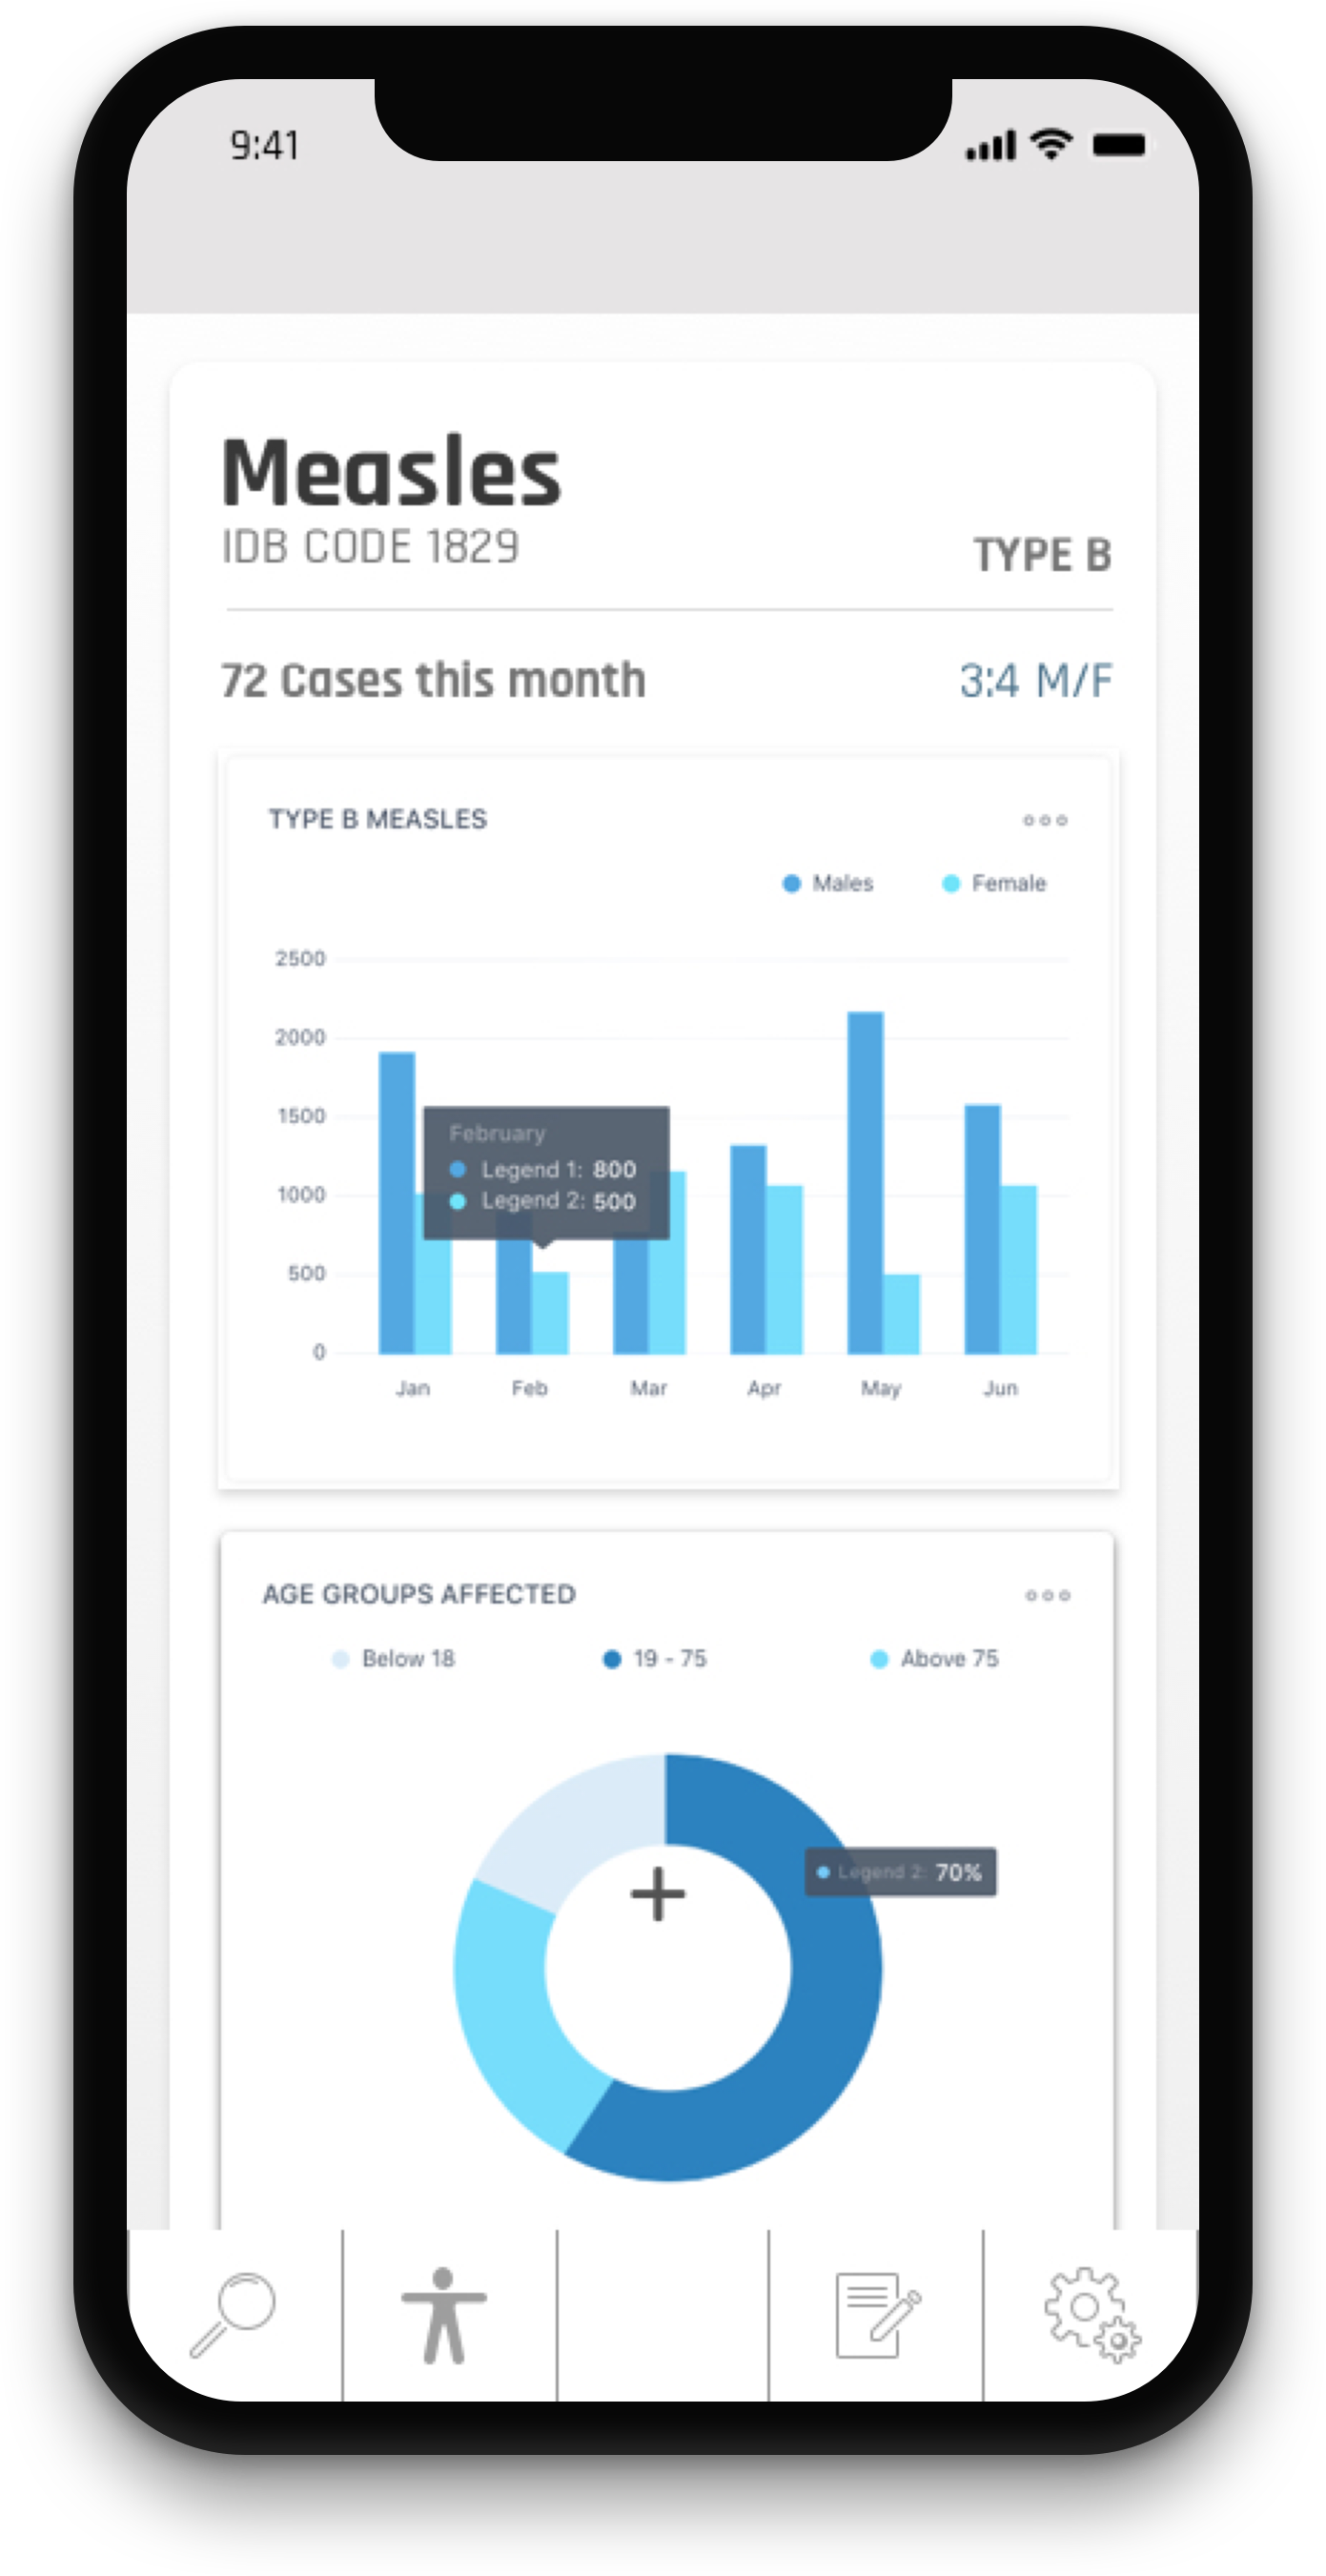 9:41
Measles
IDB CODE 1829
TYPE B
72 Cases this month
3:4 M/F
TYPE B MEASLES
Males Female
2500
2000
1500
1000
500
0
February
Legend 1: 800
Legend 2: 500
Jan Feb Mar Apr May Jun
AGE GROUPS AFFECTED
Below 18 19 - 75 Above 75
Legend 2: 70%